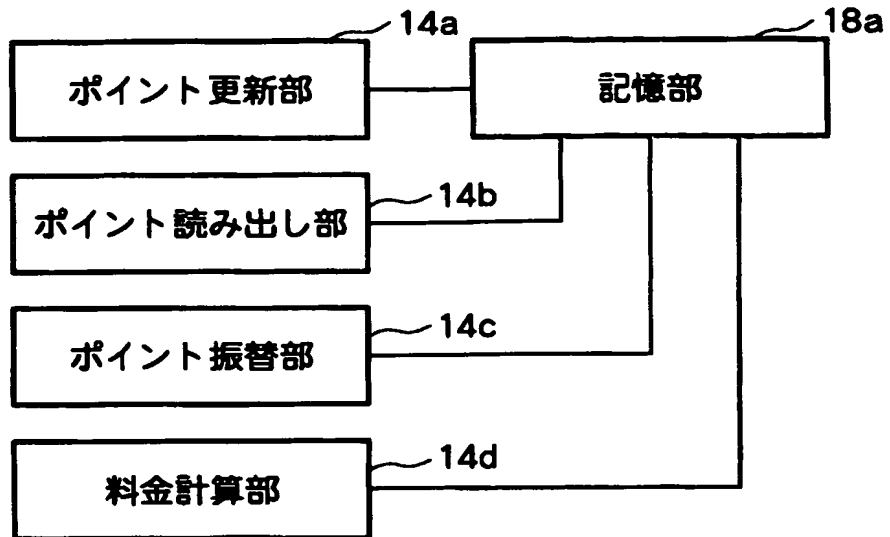 14a
18a
ポイント更新部
記憶部
14b
ポイント読み出し部
14c
ポイント振替部
14d
料金計算部